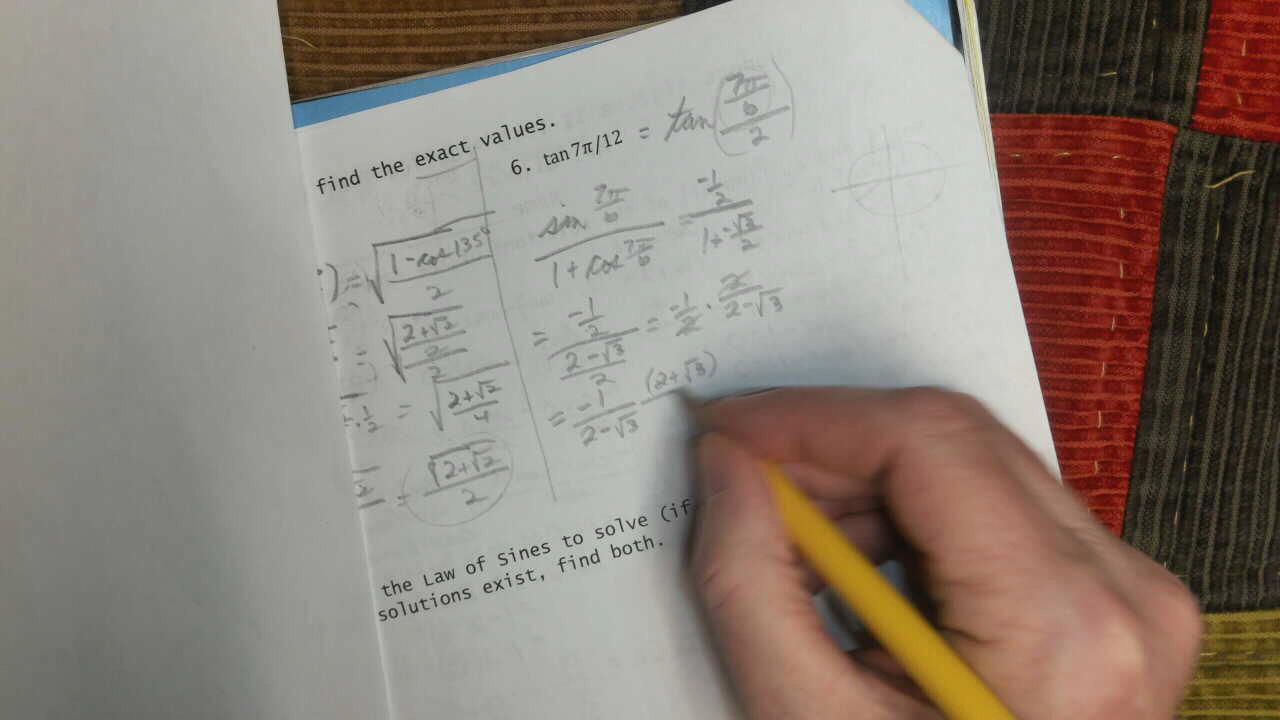 find the exact values.
6. tan 7π/12 = tan((7π/6)/2)
√((1-cos 135°)/2)
= √(((2+√2)/2)/2)
= √((2+√2)/4)
= √(2+√2)/2
(sin 7π/6)/(1 + cos 7π/6) = (-1/2)/(1+ -√3/2)
= (-1/2)/((2-√3)/2) = -1/2 · 2/(2-√3)
= -1/(2-√3) (2+√3)
the Law of Sines to solve (if
solutions exist, find both.